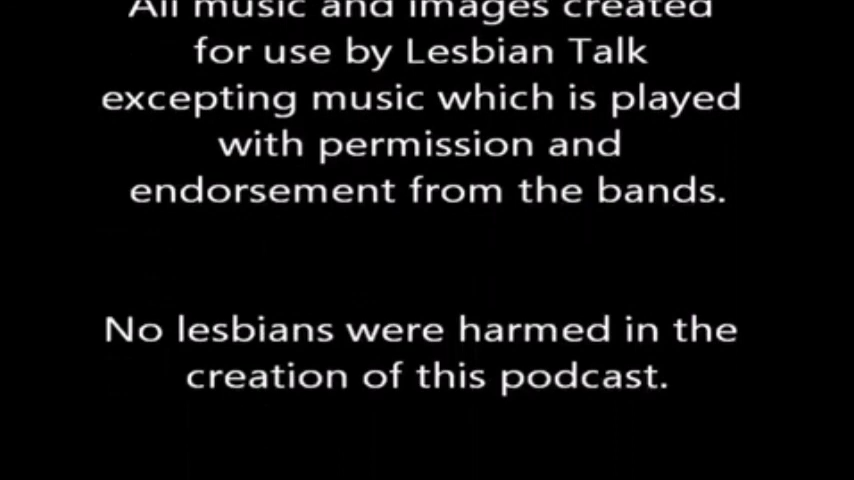 All music and images created
for use by Lesbian Talk
excepting music which is played
with permission and
endorsement from the bands.
No lesbians were harmed in the
creation of this podcast.